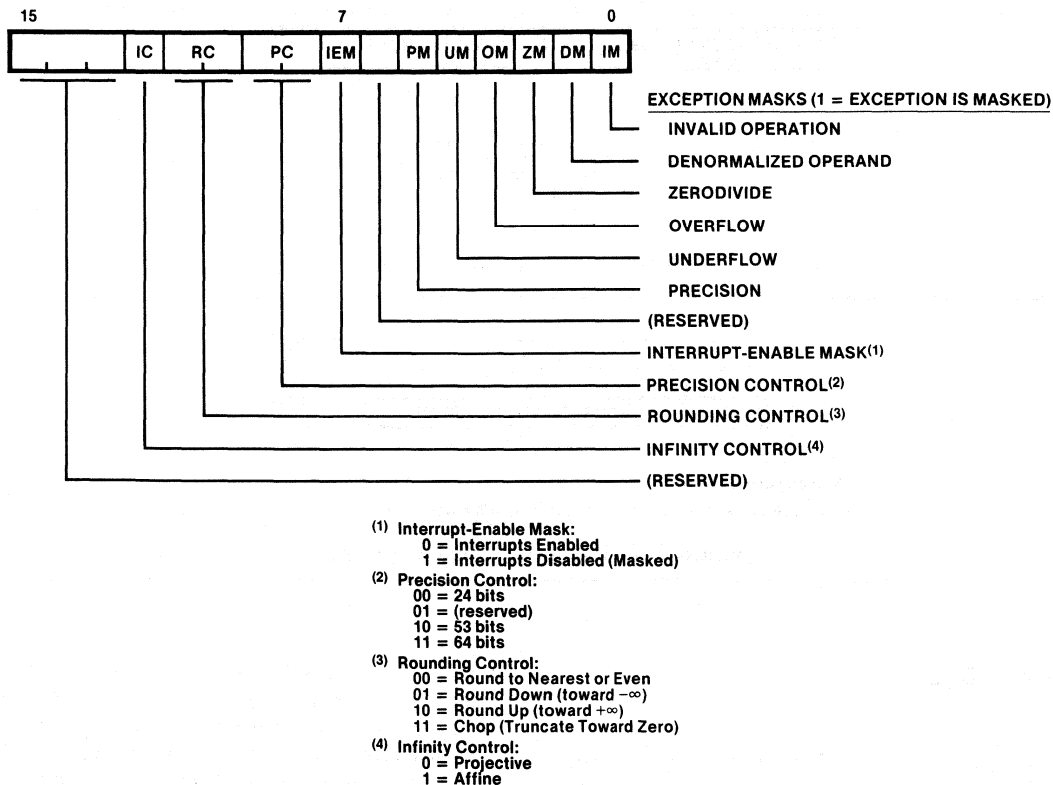 15 7 0
IC RC PC IEM PM UM OM ZM DM IM
EXCEPTION MASKS (1 = EXCEPTION IS MASKED)
INVALID OPERATION
DENORMALIZED OPERAND
ZERODIVIDE
OVERFLOW
UNDERFLOW
PRECISION
(RESERVED)
INTERRUPT-ENABLE MASK(1)
PRECISION CONTROL(2)
ROUNDING CONTROL(3)
INFINITY CONTROL(4)
(RESERVED)
(1) Interrupt-Enable Mask:
0 = Interrupts Enabled
1 = Interrupts Disabled (Masked)
(2) Precision Control:
00 = 24 bits
01 = (reserved)
10 = 53 bits
11 = 64 bits
(3) Rounding Control:
00 = Round to Nearest or Even
01 = Round Down (toward −∞)
10 = Round Up (toward +∞)
11 = Chop (Truncate Toward Zero)
(4) Infinity Control:
0 = Projective
1 = Affine